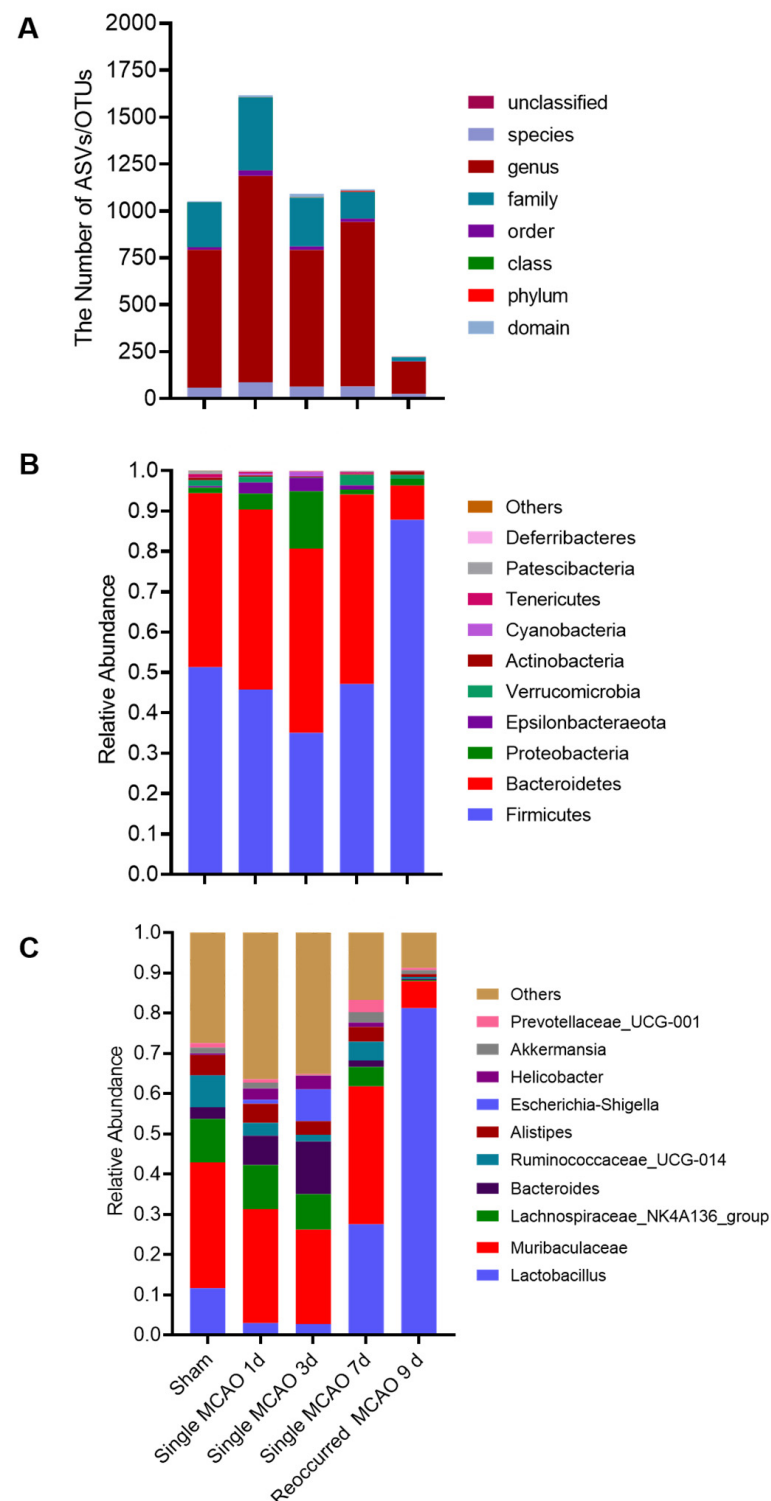 A
The Number of ASVs/OTUs
2000
1750
1500
1250
1000
750
500
250
0
unclassified
species
genus
family
order
class
phylum
domain
B
Relative Abundance
1.0
0.9
0.8
0.7
0.6
0.5
0.4
0.3
0.2
0.1
0.0
Others
Deferribacteres
Patescibacteria
Tenericutes
Cyanobacteria
Actinobacteria
Verrucomicrobia
Epsilonbacteraeota
Proteobacteria
Bacteroidetes
Firmicutes
C
Relative Abundance
1.0
0.9
0.8
0.7
0.6
0.5
0.4
0.3
0.2
0.1
0.0
Others
Prevotellaceae_UCG-001
Akkermansia
Helicobacter
Escherichia-Shigella
Alistipes
Ruminococcaceae_UCG-014
Bacteroides
Lachnospiraceae_NK4A136_group
Muribaculaceae
Lactobacillus
Sham
Single MCAO 1d
Single MCAO 3d
Single MCAO 7d
Reoccurred MCAO 9 d